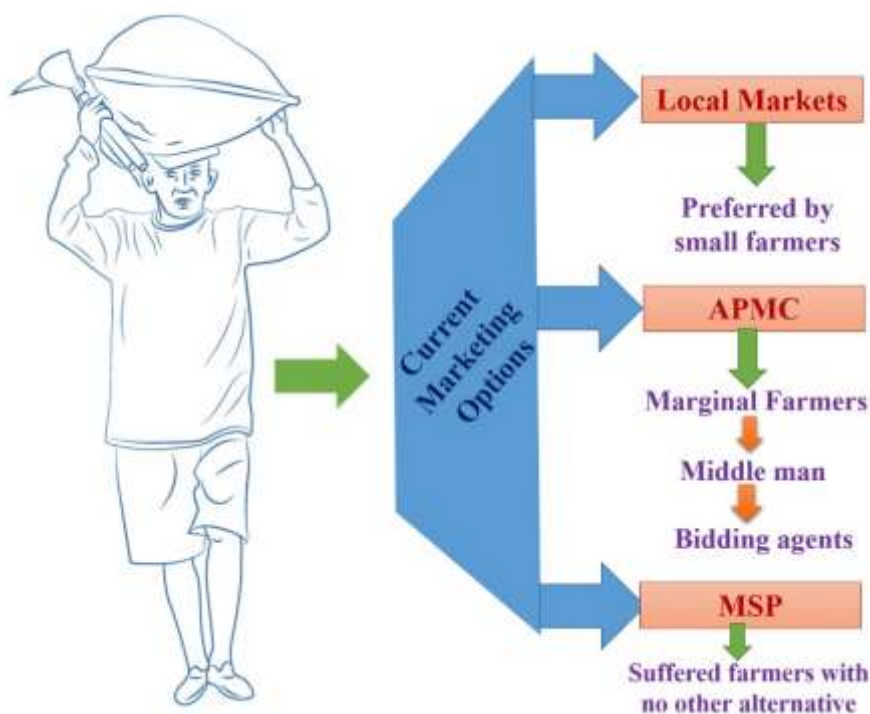 Current
Marketing
Options
Local Markets
Preferred by
small farmers
APMC
Marginal Farmers
Middle man
Bidding agents
MSP
Suffered farmers with
no other alternative